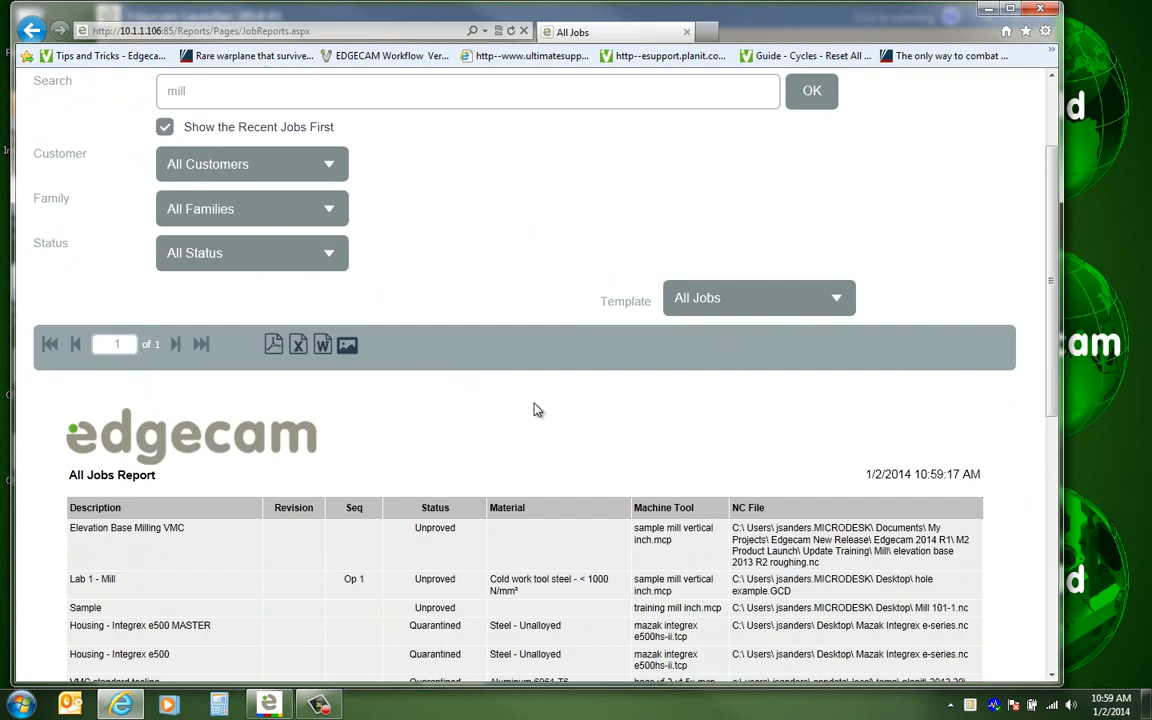 http://10.1.1.106:85/Reports/Pages/JobReports.aspx
All Jobs
Tips and Tricks - Edgeca...
Rare warplane that survive...
EDGECAM Workflow Ver...
http--www.ultimatesupp...
http--esupport.planit.co...
Guide - Cycles - Reset All ...
The only way to combat ...
Search
mill
OK
Show the Recent Jobs First
Customer
All Customers
Family
All Families
Status
All Status
Template
All Jobs
1 of 1
edgecam
All Jobs Report
1/2/2014 10:59:17 AM
Description Revision Seq Status Material Machine Tool NC File
Elevation Base Milling VMC Unproved sample mill vertical inch.mcp C:\ Users\ jsanders.MICRODESK\ Documents\ My
Projects\ Edgecam New Release\ Edgecam 2014 R1\ M2
Product Launch\ Update Training\ Mill\ elevation base
2013 R2 roughing.nc
Lab 1 - Mill Op 1 Unproved Cold work tool steel - < 1000 N/mm² sample mill vertical inch.mcp C:\ Users\ jsanders.MICRODESK\ Desktop\ hole
example.GCD
Sample Unproved training mill inch.mcp C:\ Users\ jsanders.MICRODESK\ Desktop\ Mill 101-1.nc
Housing - Integrex e500 MASTER Quarantined Steel - Unalloyed mazak integrex e500hs-ii.tcp C:\ Users\ jsanders\ Desktop\ Mazak Integrex e-series.nc
Housing - Integrex e500 Quarantined Steel - Unalloyed mazak integrex e500hs-ii.tcp C:\ Users\ jsanders\ Desktop\ Mazak Integrex e-series.nc
10:59 AM
1/2/2014